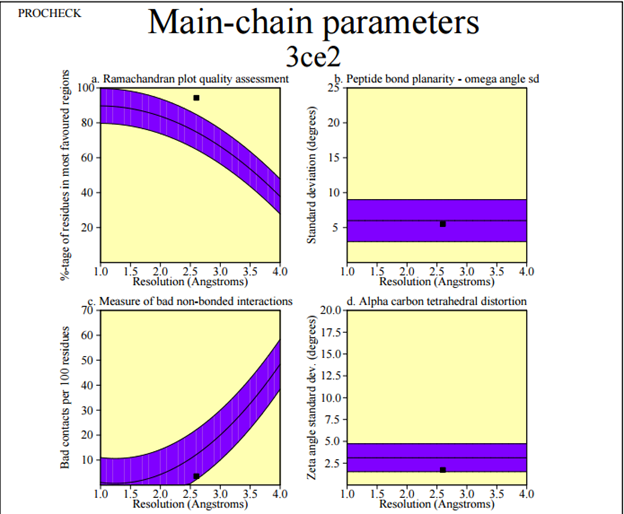 PROCHECK
Main-chain parameters
3ce2
a. Ramachandran plot quality assessment
%-tage of residues in most favoured regions
100
80
60
40
20
1.0 1.5 2.0 2.5 3.0 3.5 4.0
Resolution (Angstroms)
b. Peptide bond planarity - omega angle sd
Standard deviation (degrees)
25
20
15
10
5
1.0 1.5 2.0 2.5 3.0 3.5 4.0
Resolution (Angstroms)
c. Measure of bad non-bonded interactions
Bad contacts per 100 residues
70
60
50
40
30
20
10
1.0 1.5 2.0 2.5 3.0 3.5 4.0
Resolution (Angstroms)
d. Alpha carbon tetrahedral distortion
Zeta angle standard dev. (degrees)
20.0
17.5
15.0
12.5
10.0
7.5
5.0
2.5
1.0 1.5 2.0 2.5 3.0 3.5 4.0
Resolution (Angstroms)